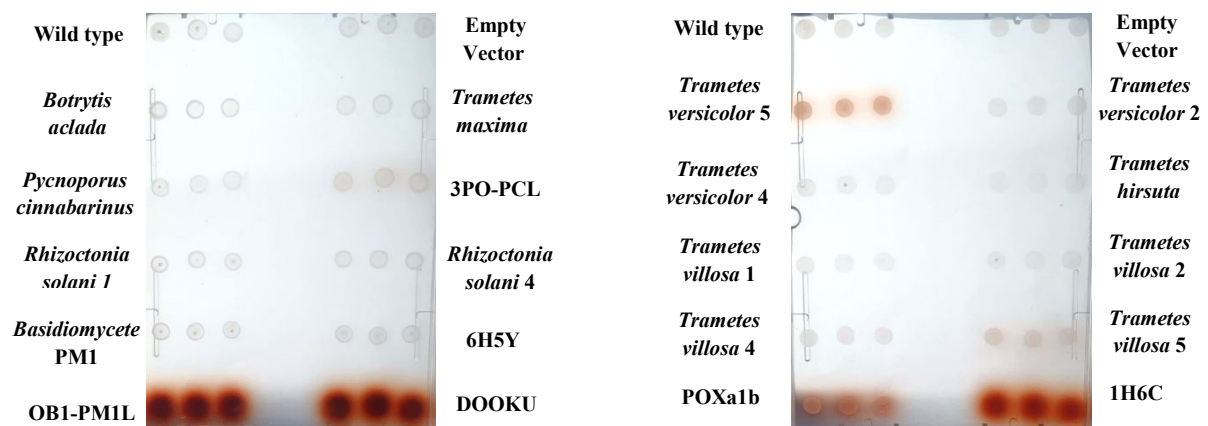 Wild type
Empty
Vector
Botrytis
aclada
Trametes
maxima
Pycnoporus
cinnabarinus
3PO-PCL
Rhizoctonia
solani 1
Rhizoctonia
solani 4
Basidiomycete
PM1
6H5Y
OB1-PM1L
DOOKU
Wild type
Empty
Vector
Trametes
versicolor 5
Trametes
versicolor 2
Trametes
versicolor 4
Trametes
hirsuta
Trametes
villosa 1
Trametes
villosa 2
Trametes
villosa 4
Trametes
villosa 5
POXa1b
1H6C